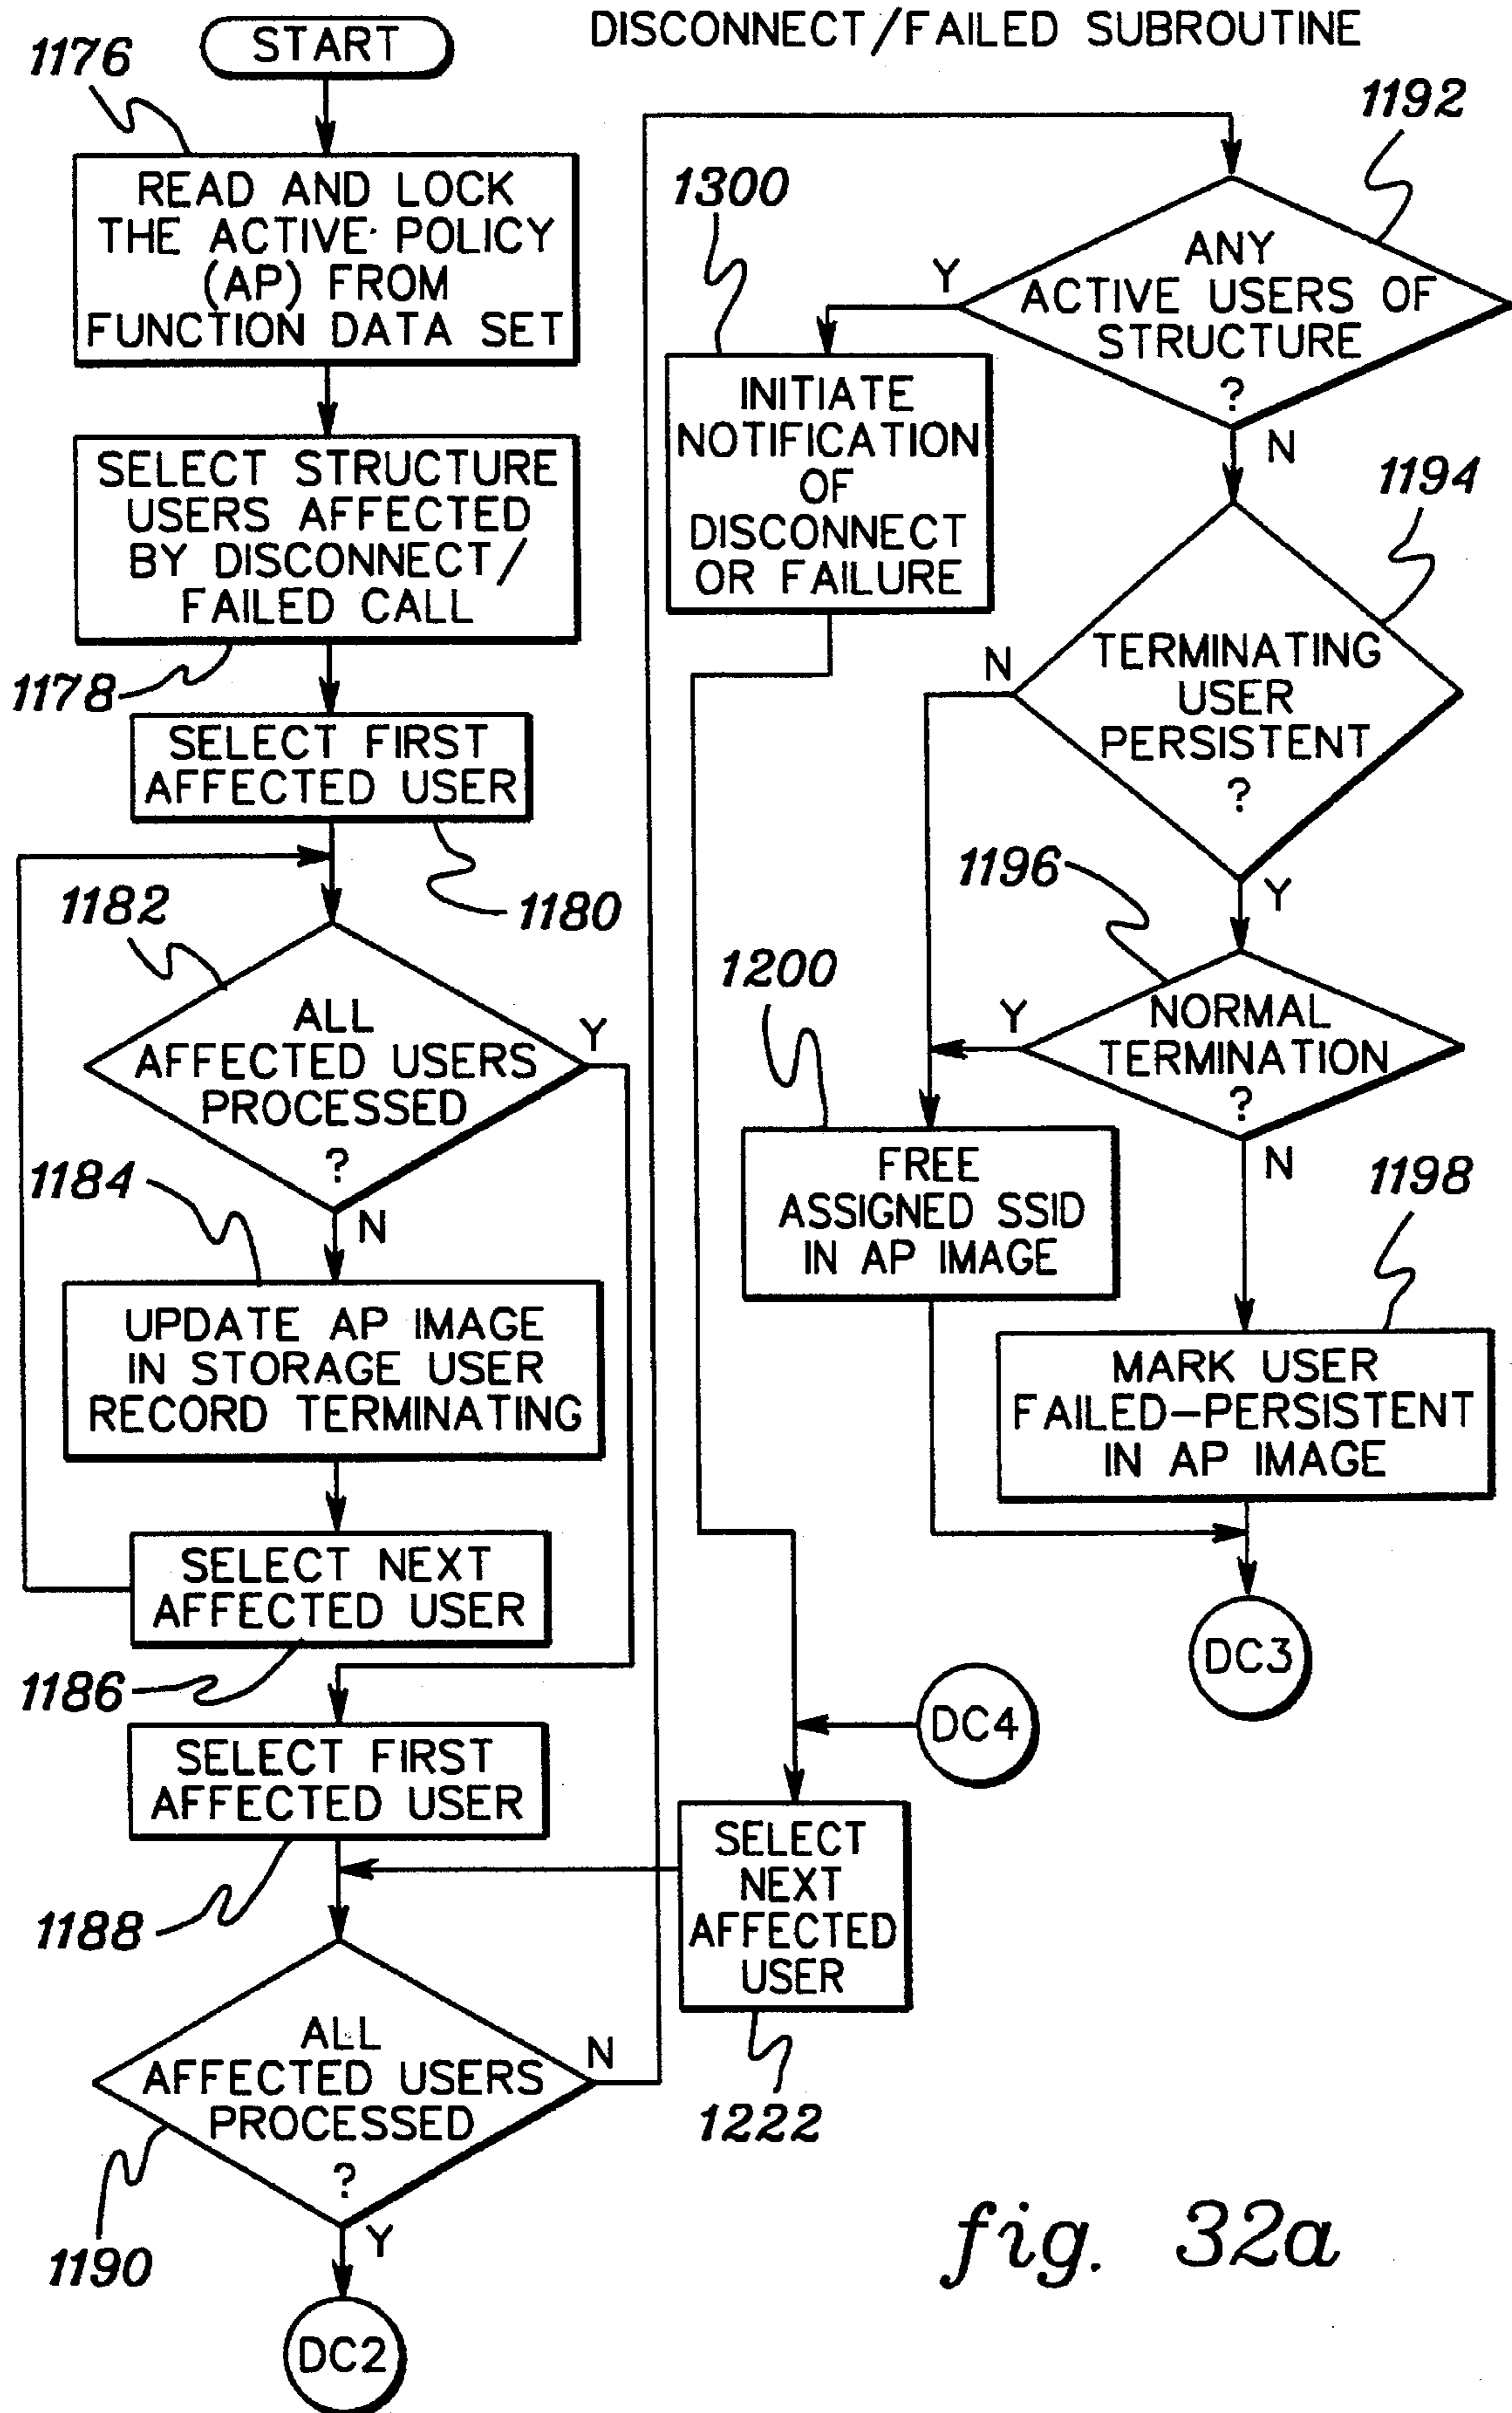 DISCONNECT/FAILED SUBROUTINE
START
1176
READ AND LOCK
THE ACTIVE POLICY
(AP) FROM
FUNCTION DATA SET
SELECT STRUCTURE
USERS AFFECTED
BY DISCONNECT/
FAILED CALL
1178
SELECT FIRST
AFFECTED USER
1180
1182
ALL
AFFECTED USERS
PROCESSED
?
Y
N
1184
UPDATE AP IMAGE
IN STORAGE USER
RECORD TERMINATING
SELECT NEXT
AFFECTED USER
1186
SELECT FIRST
AFFECTED USER
1188
ALL
AFFECTED USERS
PROCESSED
?
N
Y
1190
DC2
1192
ANY
ACTIVE USERS OF
STRUCTURE
?
Y
N
1300
INITIATE
NOTIFICATION
OF
DISCONNECT
OR FAILURE
1194
TERMINATING
USER
PERSISTENT
?
N
Y
1196
NORMAL
TERMINATION
?
Y
N
1200
FREE
ASSIGNED SSID
IN AP IMAGE
1198
MARK USER
FAILED-PERSISTENT
IN AP IMAGE
DC3
DC4
SELECT
NEXT
AFFECTED
USER
1222
fig. 32a